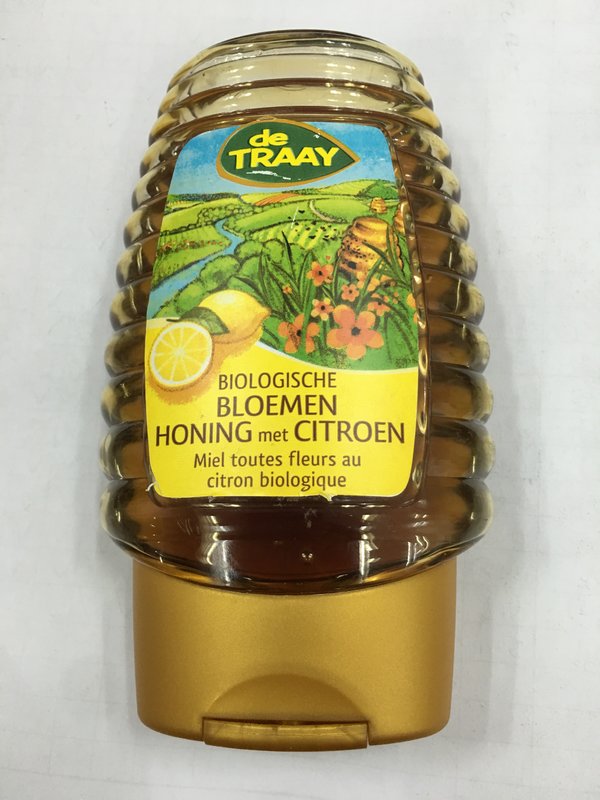 de
TRAAY
BIOLOGISCHE
BLOEMEN
HONING met CITROEN
Miel toutes fleurs au
citron biologique